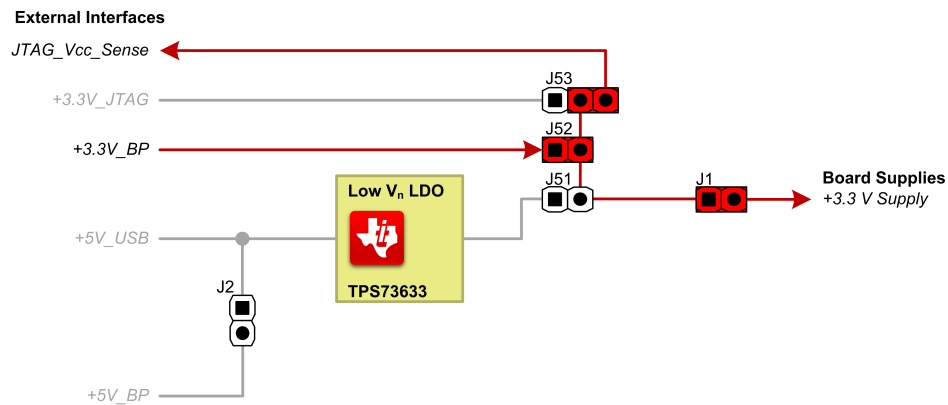 External Interfaces
JTAG_Vcc_Sense
J53
+3.3V_JTAG
J52
+3.3V_BP
J51
J1
Board Supplies
+3.3 V Supply
Low Vn LDO
+5V_USB
TPS73633
J2
+5V_BP